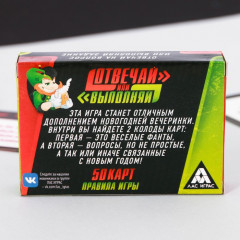 «ОТВЕЧАЙ»
ИЛИ
«ВЫПОЛНЯЙ»
ЭТА ИГРА СТАНЕТ ОТЛИЧНЫМ
ДОПОЛНЕНИЕМ НОВОГОДНЕЙ ВЕЧЕРИНКИ.
ВНУТРИ ВЫ НАЙДЕТЕ 2 КОЛОДЫ КАРТ:
ПЕРВАЯ — ЭТО ВЕСЕЛЫЕ ФАНТЫ,
А ВТОРАЯ — ВОПРОСЫ, НО НЕ ПРОСТЫЕ,
А ТАК ИЛИ ИНАЧЕ СВЯЗАННЫЕ
С НОВЫМ ГОДОМ!
50 КАРТ
ПРАВИЛА ИГРЫ
ЛАС ИГРАС